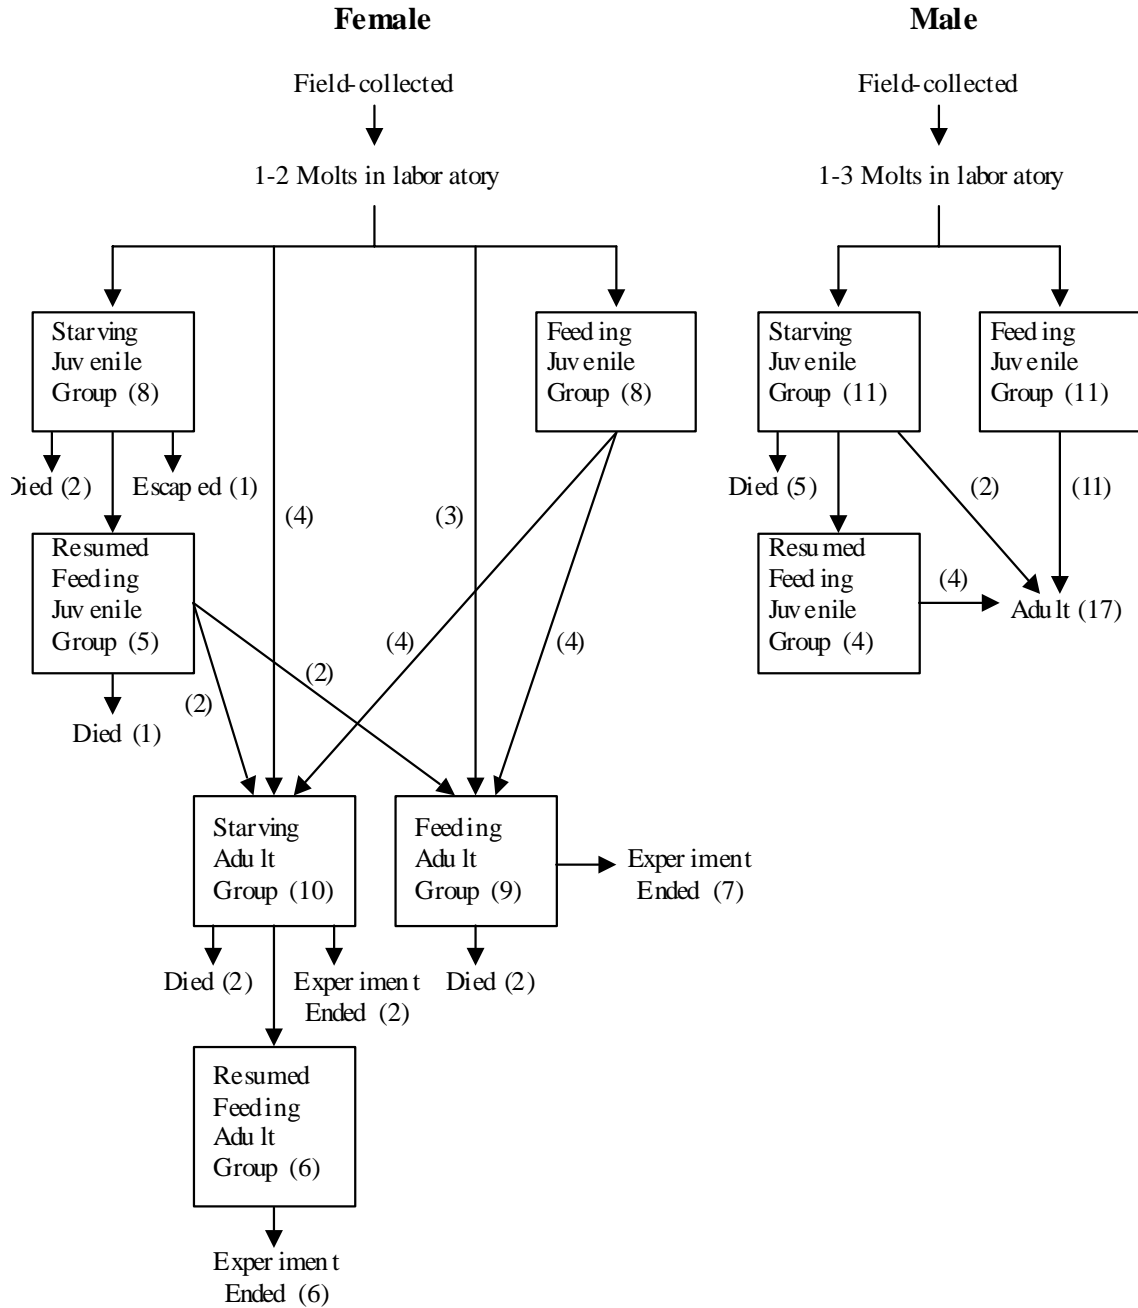 Female
Male
Field-collected
Field-collected
1-2 Molts in laboratory
1-3 Molts in laboratory
Starving
Juvenile
Group (8)
Feeding
Juvenile
Group (8)
Starving
Juvenile
Group (11)
Feeding
Juvenile
Group (11)
Died (2)
Escaped (1)
(4)
(3)
Died (5)
(2)
(11)
Resumed
Feeding
Juvenile
Group (5)
Resumed
Feeding
Juvenile
Group (4)
(4)
Adult (17)
(4)
(4)
(2)
(2)
Died (1)
Starving
Adult
Group (10)
Feeding
Adult
Group (9)
Experiment
Ended (7)
Died (2)
Experiment
Ended (2)
Died (2)
Resumed
Feeding
Adult
Group (6)
Experiment
Ended (6)